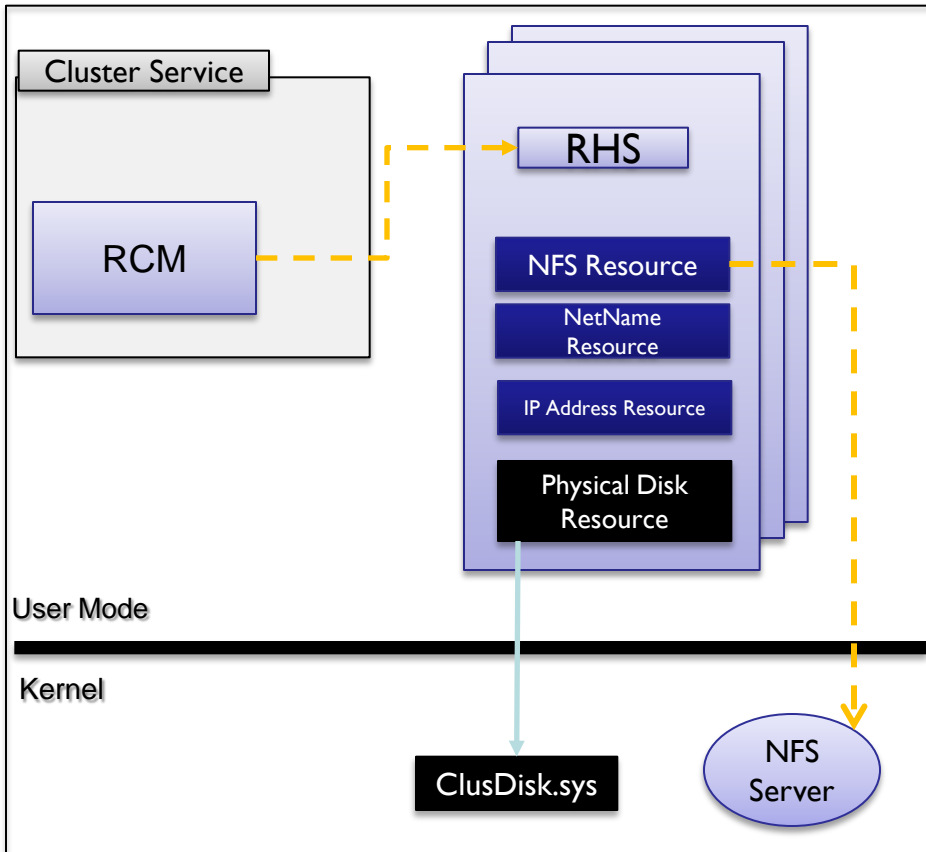 Cluster Service
RHS
RCM
NFS Resource
NetName
Resource
IP Address Resource
Physical Disk
Resource
User Mode
Kernel
ClusDisk.sys
NFS
Server